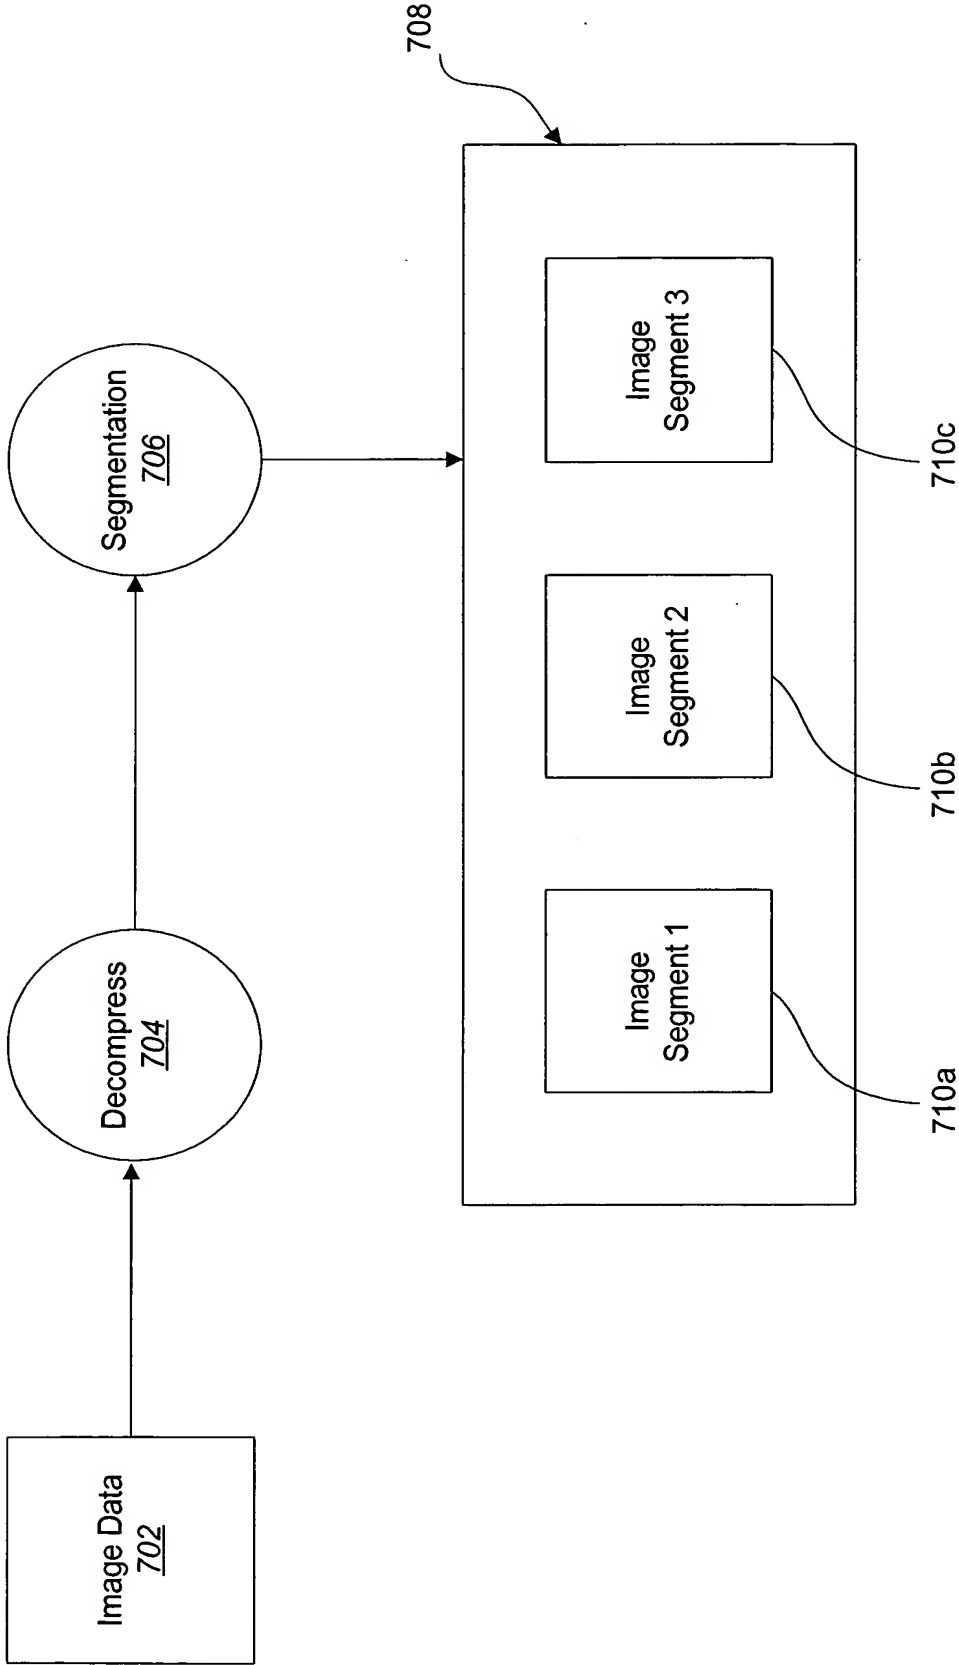 Image Data
702
Decompress
704
Segmentation
706
708
Image
Segment 1
Image
Segment 2
Image
Segment 3
710a
710b
710c